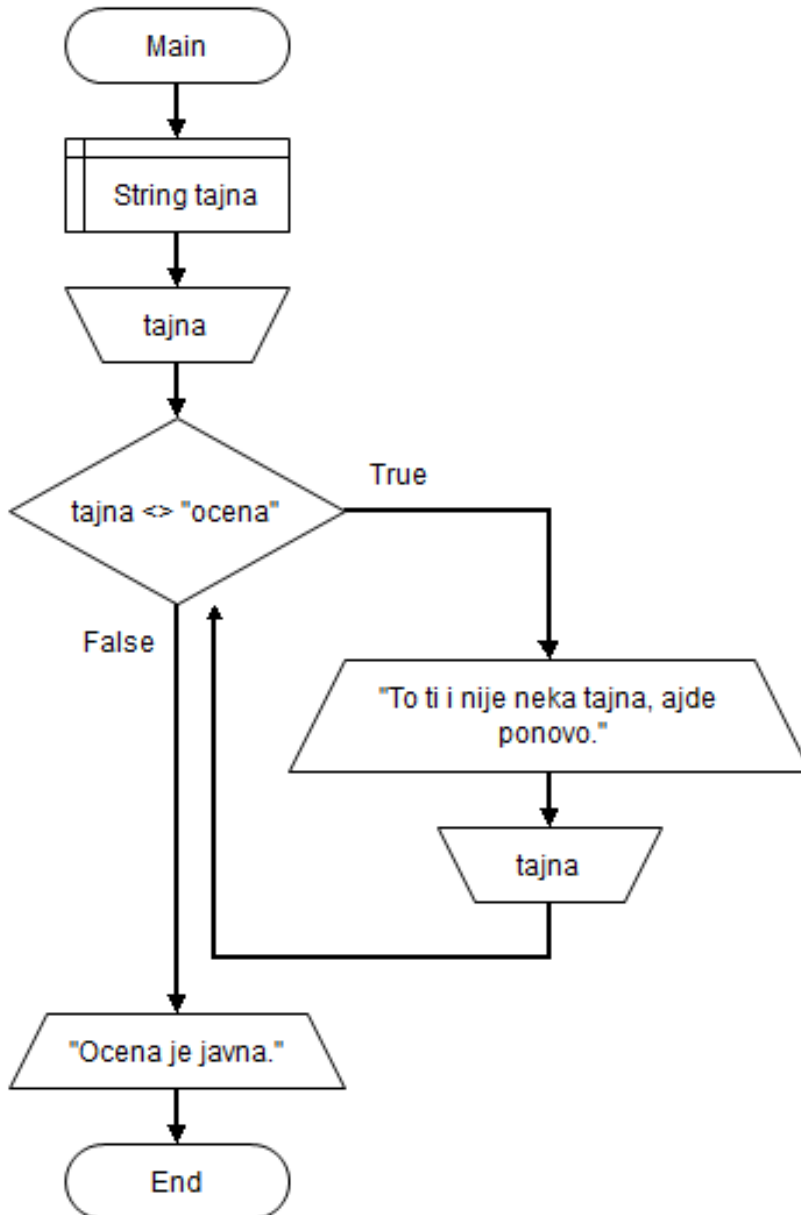 Main
String tajna
tajna
tajna <> "ocena"
True
False
"To ti i nije neka tajna, ajde
ponovo."
tajna
"Ocena je javna."
End